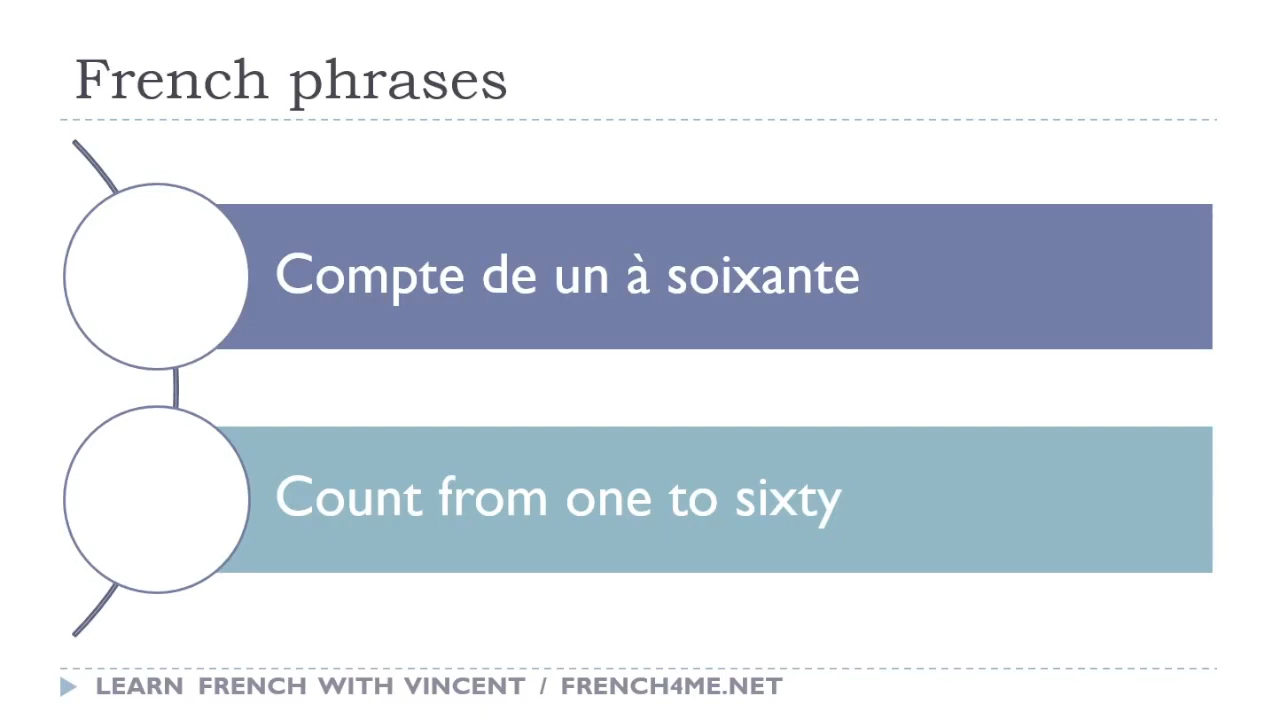 French phrases
Compte de un à soixante
Count from one to sixty
LEARN FRENCH WITH VINCENT / FRENCH4ME.NET